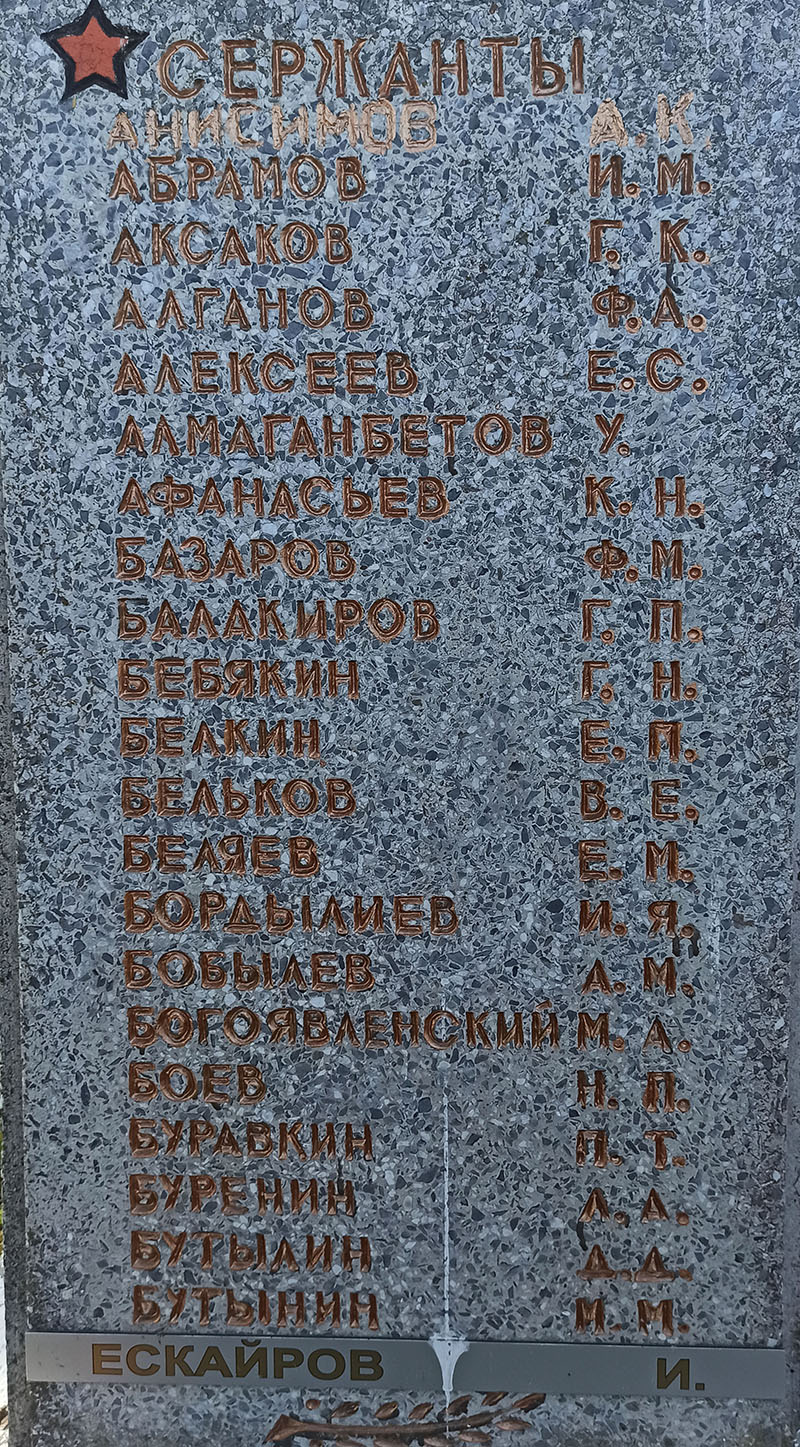 СЕРЖАНТЫ
АНИСИМОВ А. К.
АБРАМОВ И. М.
АКСАКОВ Г. К.
АЛГАНОВ Ф. А.
АЛЕКСЕЕВ Е. С.
АЛМАГАНБЕТОВ У.
АФАНАСЬЕВ К. Н.
БАЗАРОВ Ф. М.
БАЛАКИРОВ Г. П.
БЕБЯКИН Г. Н.
БЕЛКИН Е. П.
БЕЛЬКОВ В. Е.
БЕЛЯЕВ Е. М.
БОРДЫЛИЕВ И. Я.
БОБЫЛЕВ А. М.
БОГОЯВЛЕНСКИЙ М. А.
БОЕВ Н. П.
БУРАВКИН П. Т.
БУРЕНИН Л. А.
БУТЫЛИН Д. Д.
БУТЫНИН И. М.
ЕСКАЙРОВ И.